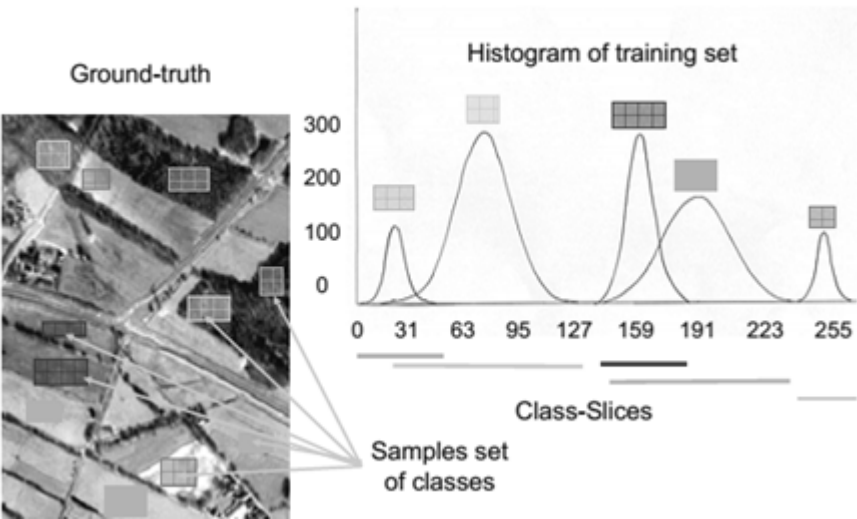 Ground-truth
Histogram of training set
300
200
100
0
0 31 63 95 127 159 191 223 255
Class-Slices
Samples set
of classes